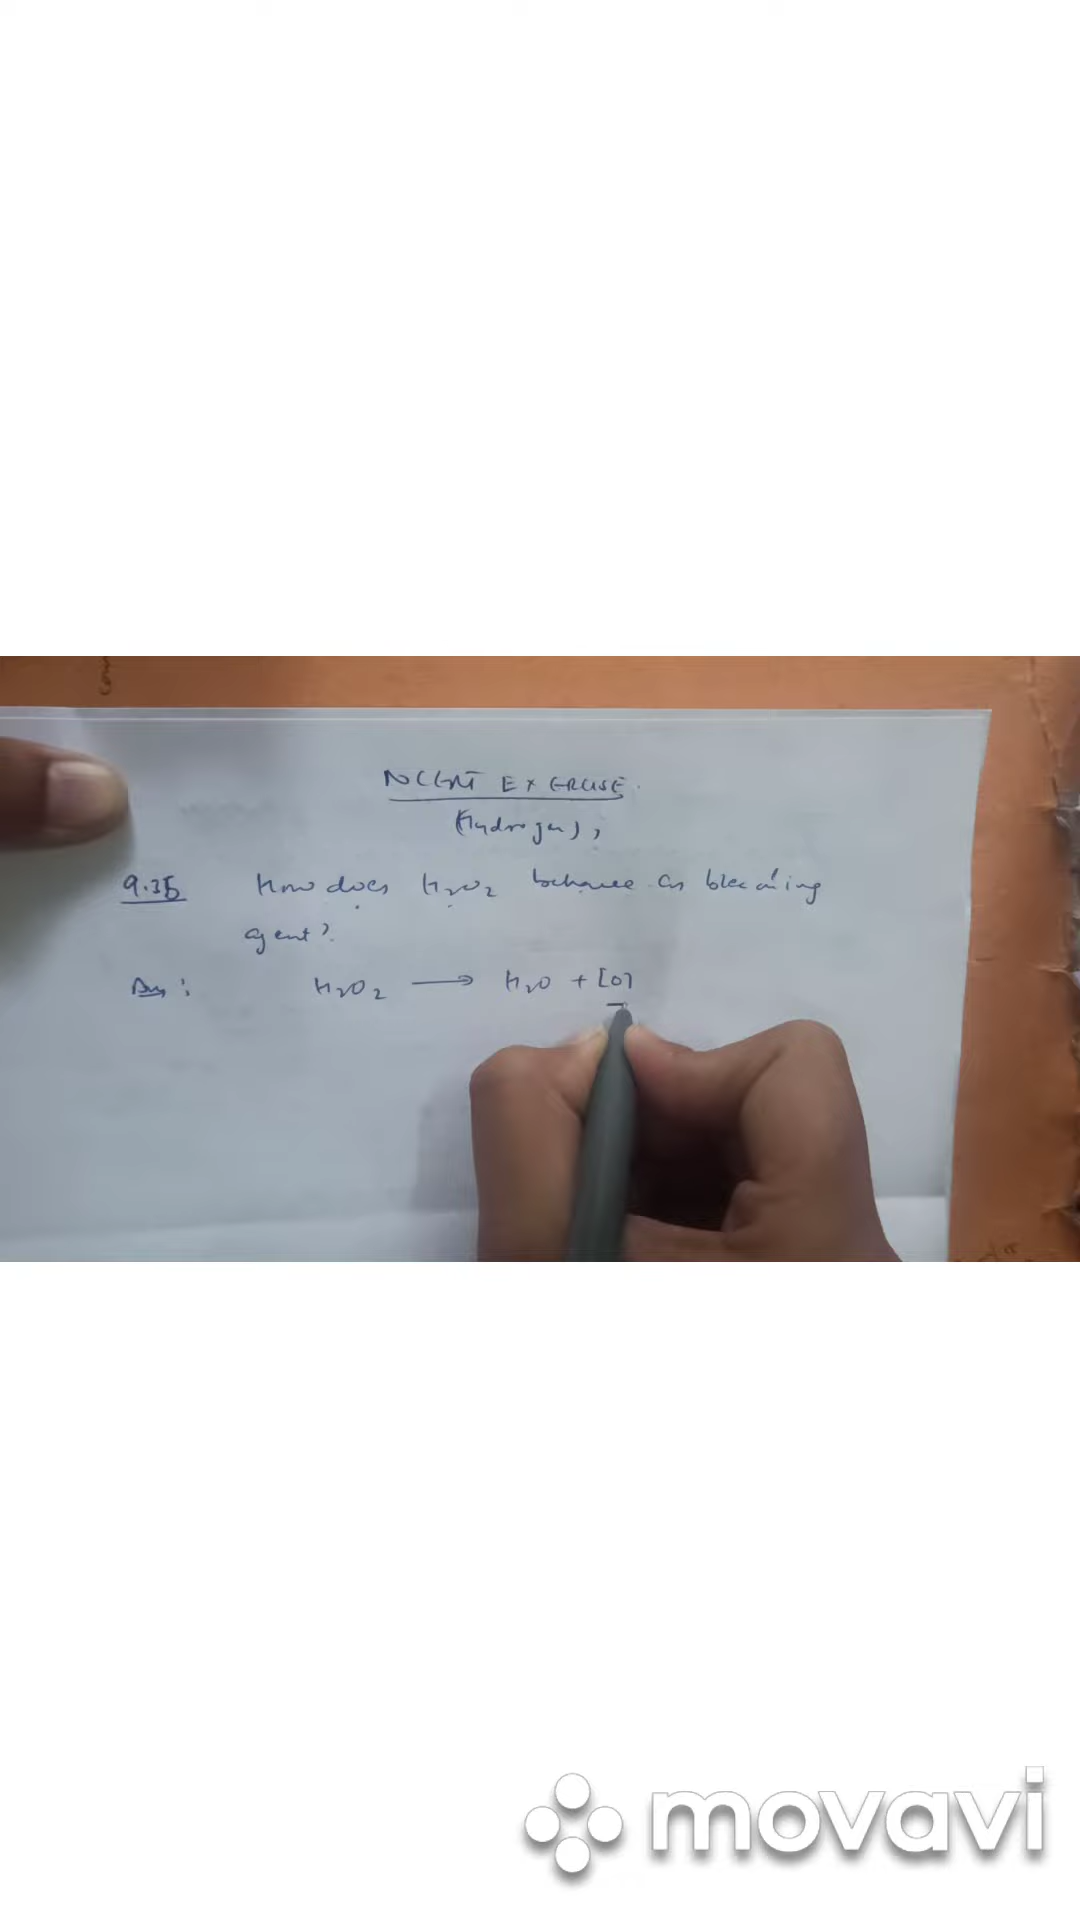 NCERT EXERCISE
(Hydrogen),
9.35 How does H2O2 behave as bleaching
agent?
Ans: H2O2 → H2O + [O]
movavi